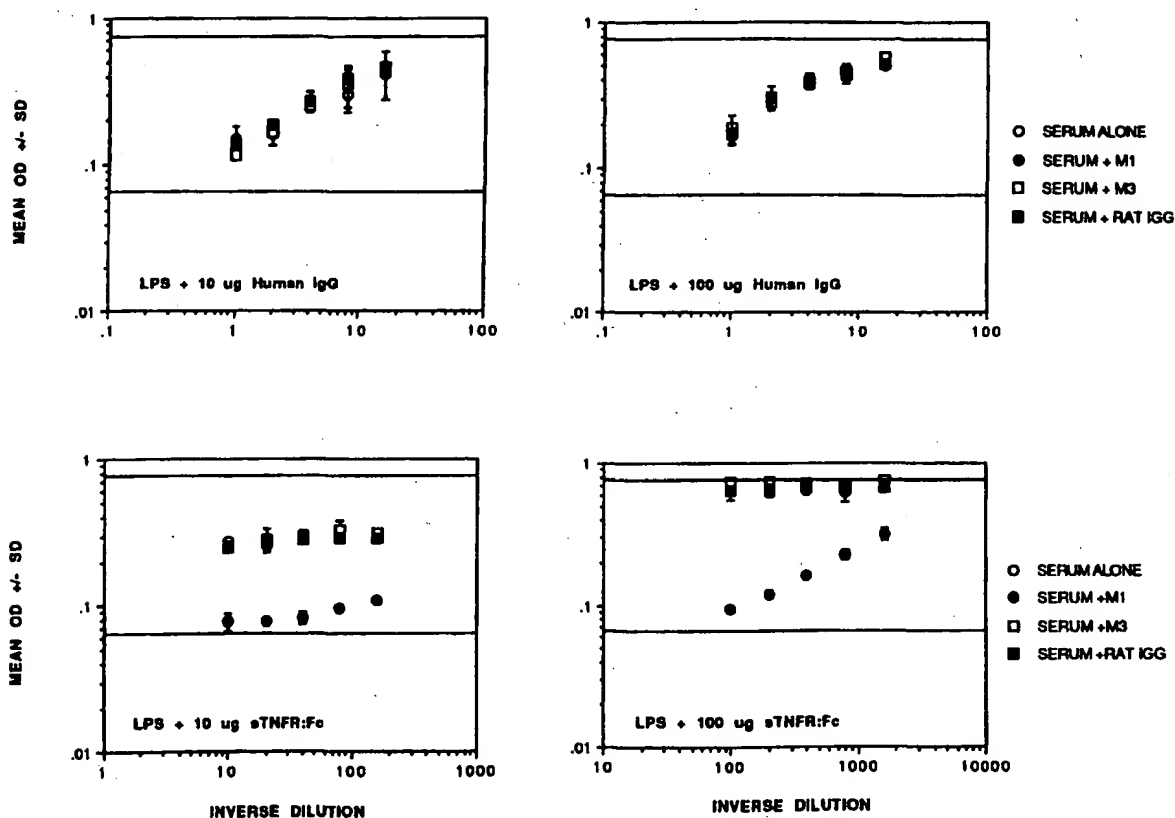 MEAN OD +/- SD
1
.1
.01
LPS + 10 ug Human IgG
.1
1
10
100
1
.1
.01
LPS + 100 ug Human IgG
.1
1
10
100
SERUM ALONE
SERUM + M1
SERUM + M3
SERUM + RAT IGG
MEAN OD +/- SD
1
.1
.01
LPS + 10 ug sTNFR:Fc
1
10
100
1000
INVERSE DILUTION
1
.1
.01
LPS + 100 ug sTNFR:Fc
10
100
1000
10000
INVERSE DILUTION
SERUM ALONE
SERUM +M1
SERUM +M3
SERUM +RAT IGG